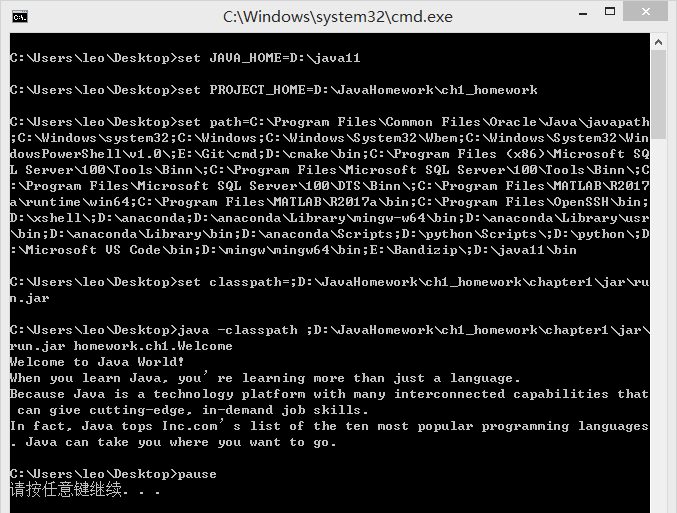 C:\Windows\system32\cmd.exe
C:\Users\leo\Desktop>set JAVA_HOME=D:\java11
C:\Users\leo\Desktop>set PROJECT_HOME=D:\JavaHomework\ch1_homework
C:\Users\leo\Desktop>set path=C:\Program Files\Common Files\Oracle\Java\javapath
;C:\Windows\system32;C:\Windows;C:\Windows\System32\Wbem;C:\Windows\System32\Win
dowsPowerShell\v1.0\;E:\Git\cmd;D:\cmake\bin;C:\Program Files (x86)\Microsoft SQ
L Server\100\Tools\Binn\;C:\Program Files\Microsoft SQL Server\100\Tools\Binn\;C
:\Program Files\Microsoft SQL Server\100\DTS\Binn\;C:\Program Files\MATLAB\R2017
a\runtime\win64;C:\Program Files\MATLAB\R2017a\bin;C:\Program Files\OpenSSH\bin;
D:\xshell\;D:\anaconda;D:\anaconda\Library\mingw-w64\bin;D:\anaconda\Library\usr
\bin;D:\anaconda\Library\bin;D:\anaconda\Scripts;D:\python\Scripts\;D:\python\;D
:\Microsoft VS Code\bin;D:\mingw\mingw64\bin;E:\Bandizip\;D:\java11\bin
C:\Users\leo\Desktop>set classpath=;D:\JavaHomework\ch1_homework\chapter1\jar\ru
n.jar
C:\Users\leo\Desktop>java -classpath ;D:\JavaHomework\ch1_homework\chapter1\jar\
run.jar homework.ch1.Welcome
Welcome to Java World!
When you learn Java, you’re learning more than just a language.
Because Java is a technology platform with many interconnected capabilities that
 can give cutting-edge, in-demand job skills.
In fact, Java tops Inc.com’s list of the ten most popular programming languages
. Java can take you where you want to go.
C:\Users\leo\Desktop>pause
请按任意键继续. . .